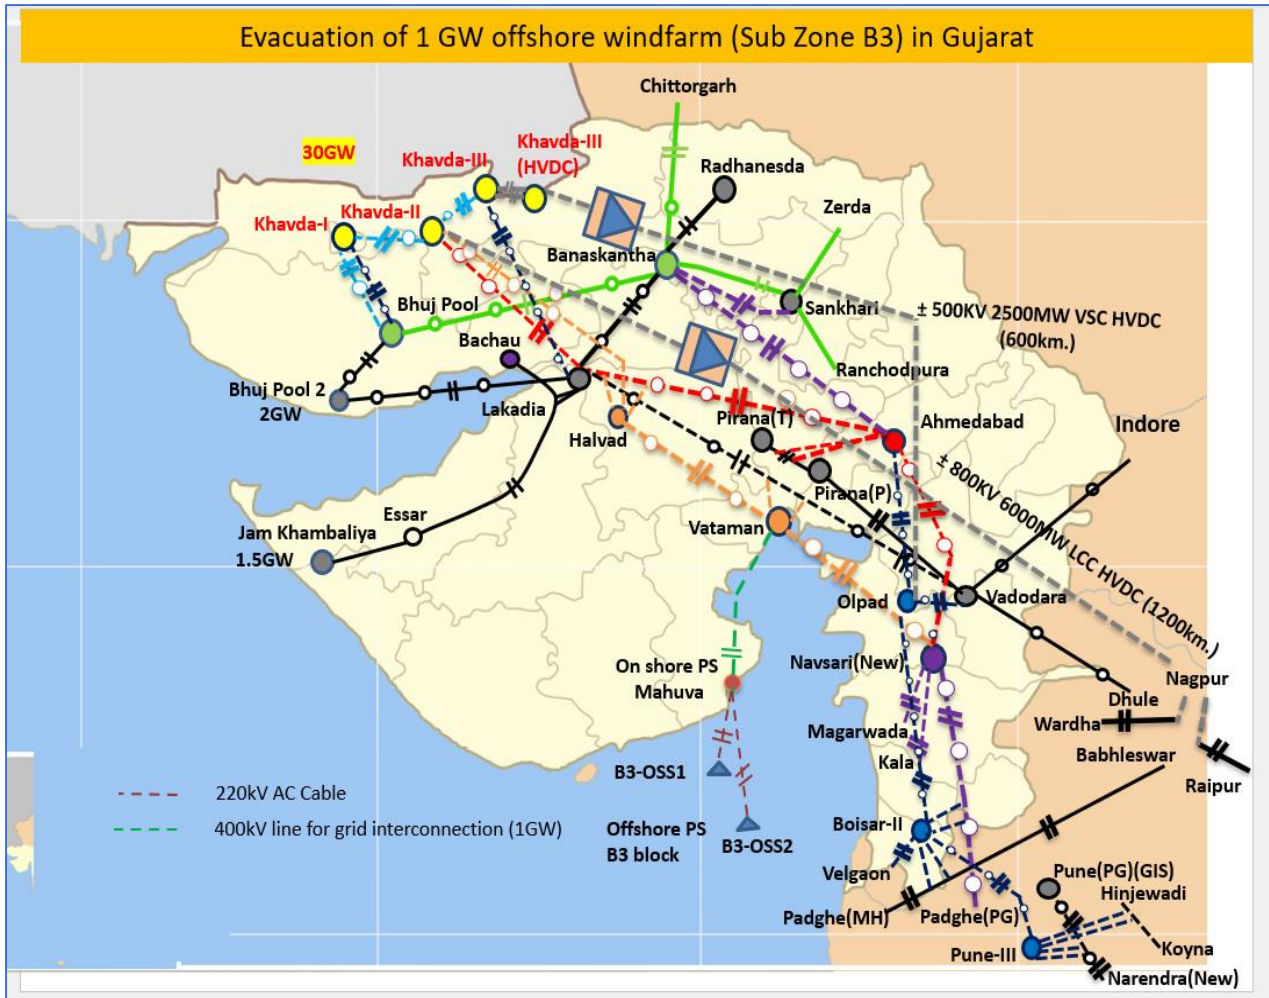 Evacuation of 1 GW offshore windfarm (Sub Zone B3) in Gujarat
Chittorgarh
30GW
Khavda-III
Khavda-III
(HVDC)
Radhanesda
Khavda-I
Khavda-II
Zerda
Banaskantha
Bhuj Pool
Sankhari
± 500KV 2500MW VSC HVDC
(600km.)
Bachau
Ranchodpura
Bhuj Pool 2
2GW
Lakadia
Halvad
Pirana(T)
Ahmedabad
Indore
± 800KV 6000MW LCC HVDC (1200km.)
Pirana(P)
Essar
Vataman
Jam Khambaliya
1.5GW
Olpad
Vadodara
On shore PS
Mahuva
Navsari(New)
Nagpur
Dhule
Wardha
Magarwada
Kala
Babhleswar
Raipur
B3-OSS1
220kV AC Cable
400kV line for grid interconnection (1GW)
Offshore PS
B3 block
B3-OSS2
Boisar-II
Velgaon
Pune(PG)(GIS)
Hinjewadi
Padghe(MH)
Padghe(PG)
Pune-III
Koyna
Narendra(New)